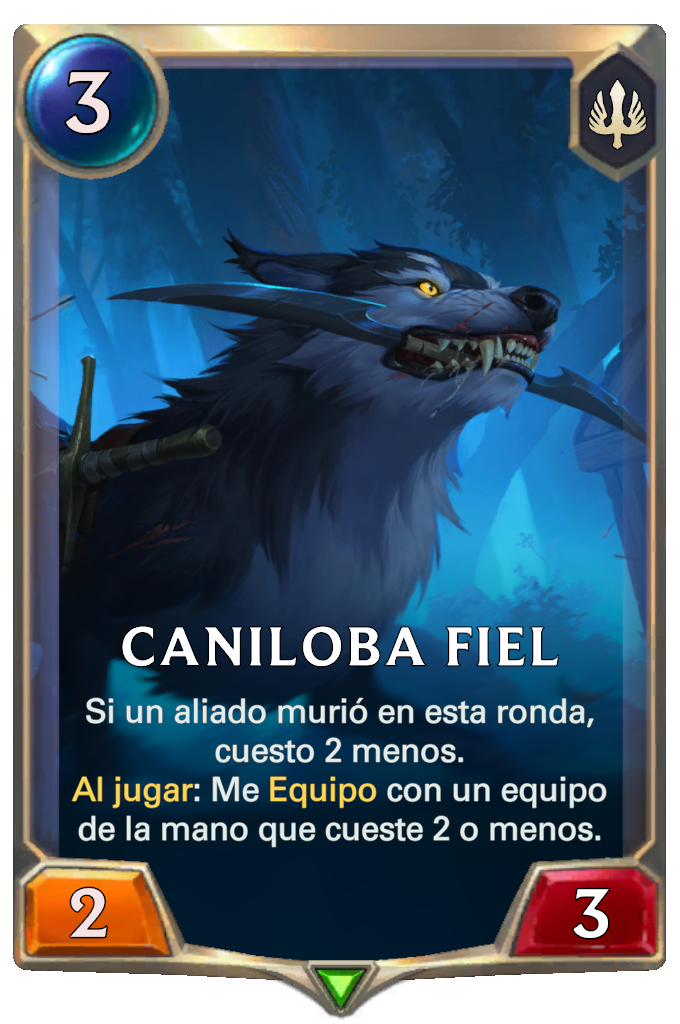 3
CANILOBA FIEL
Si un aliado murió en esta ronda,
cuesto 2 menos.
Al jugar: Me Equipo con un equipo
de la mano que cueste 2 o menos.
2
3